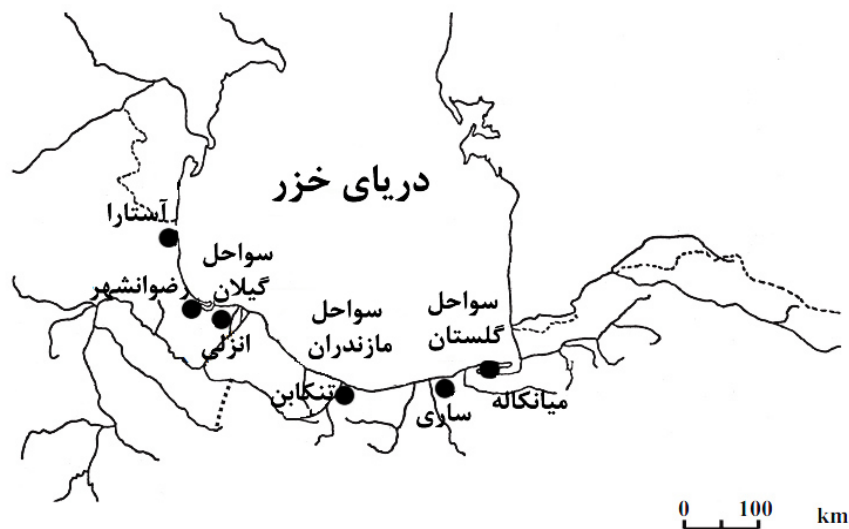 دریای خزر
آستارا
سواحل
گیلان
رضوانشهر
انزلی
سواحل
مازندران
سواحل
گلستان
تنکابن
ساری
میانکاله
0 100 km